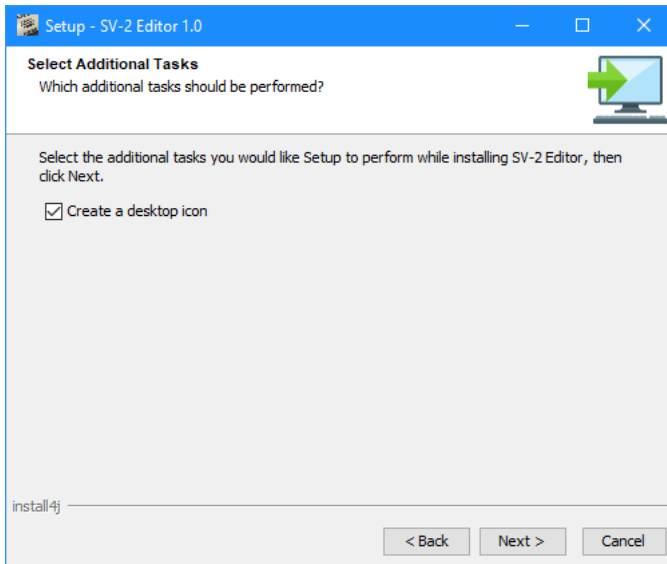 Setup - SV-2 Editor 1.0
Select Additional Tasks
Which additional tasks should be performed?
Select the additional tasks you would like Setup to perform while installing SV-2 Editor, then
click Next.
Create a desktop icon
install4j
< Back
Next >
Cancel